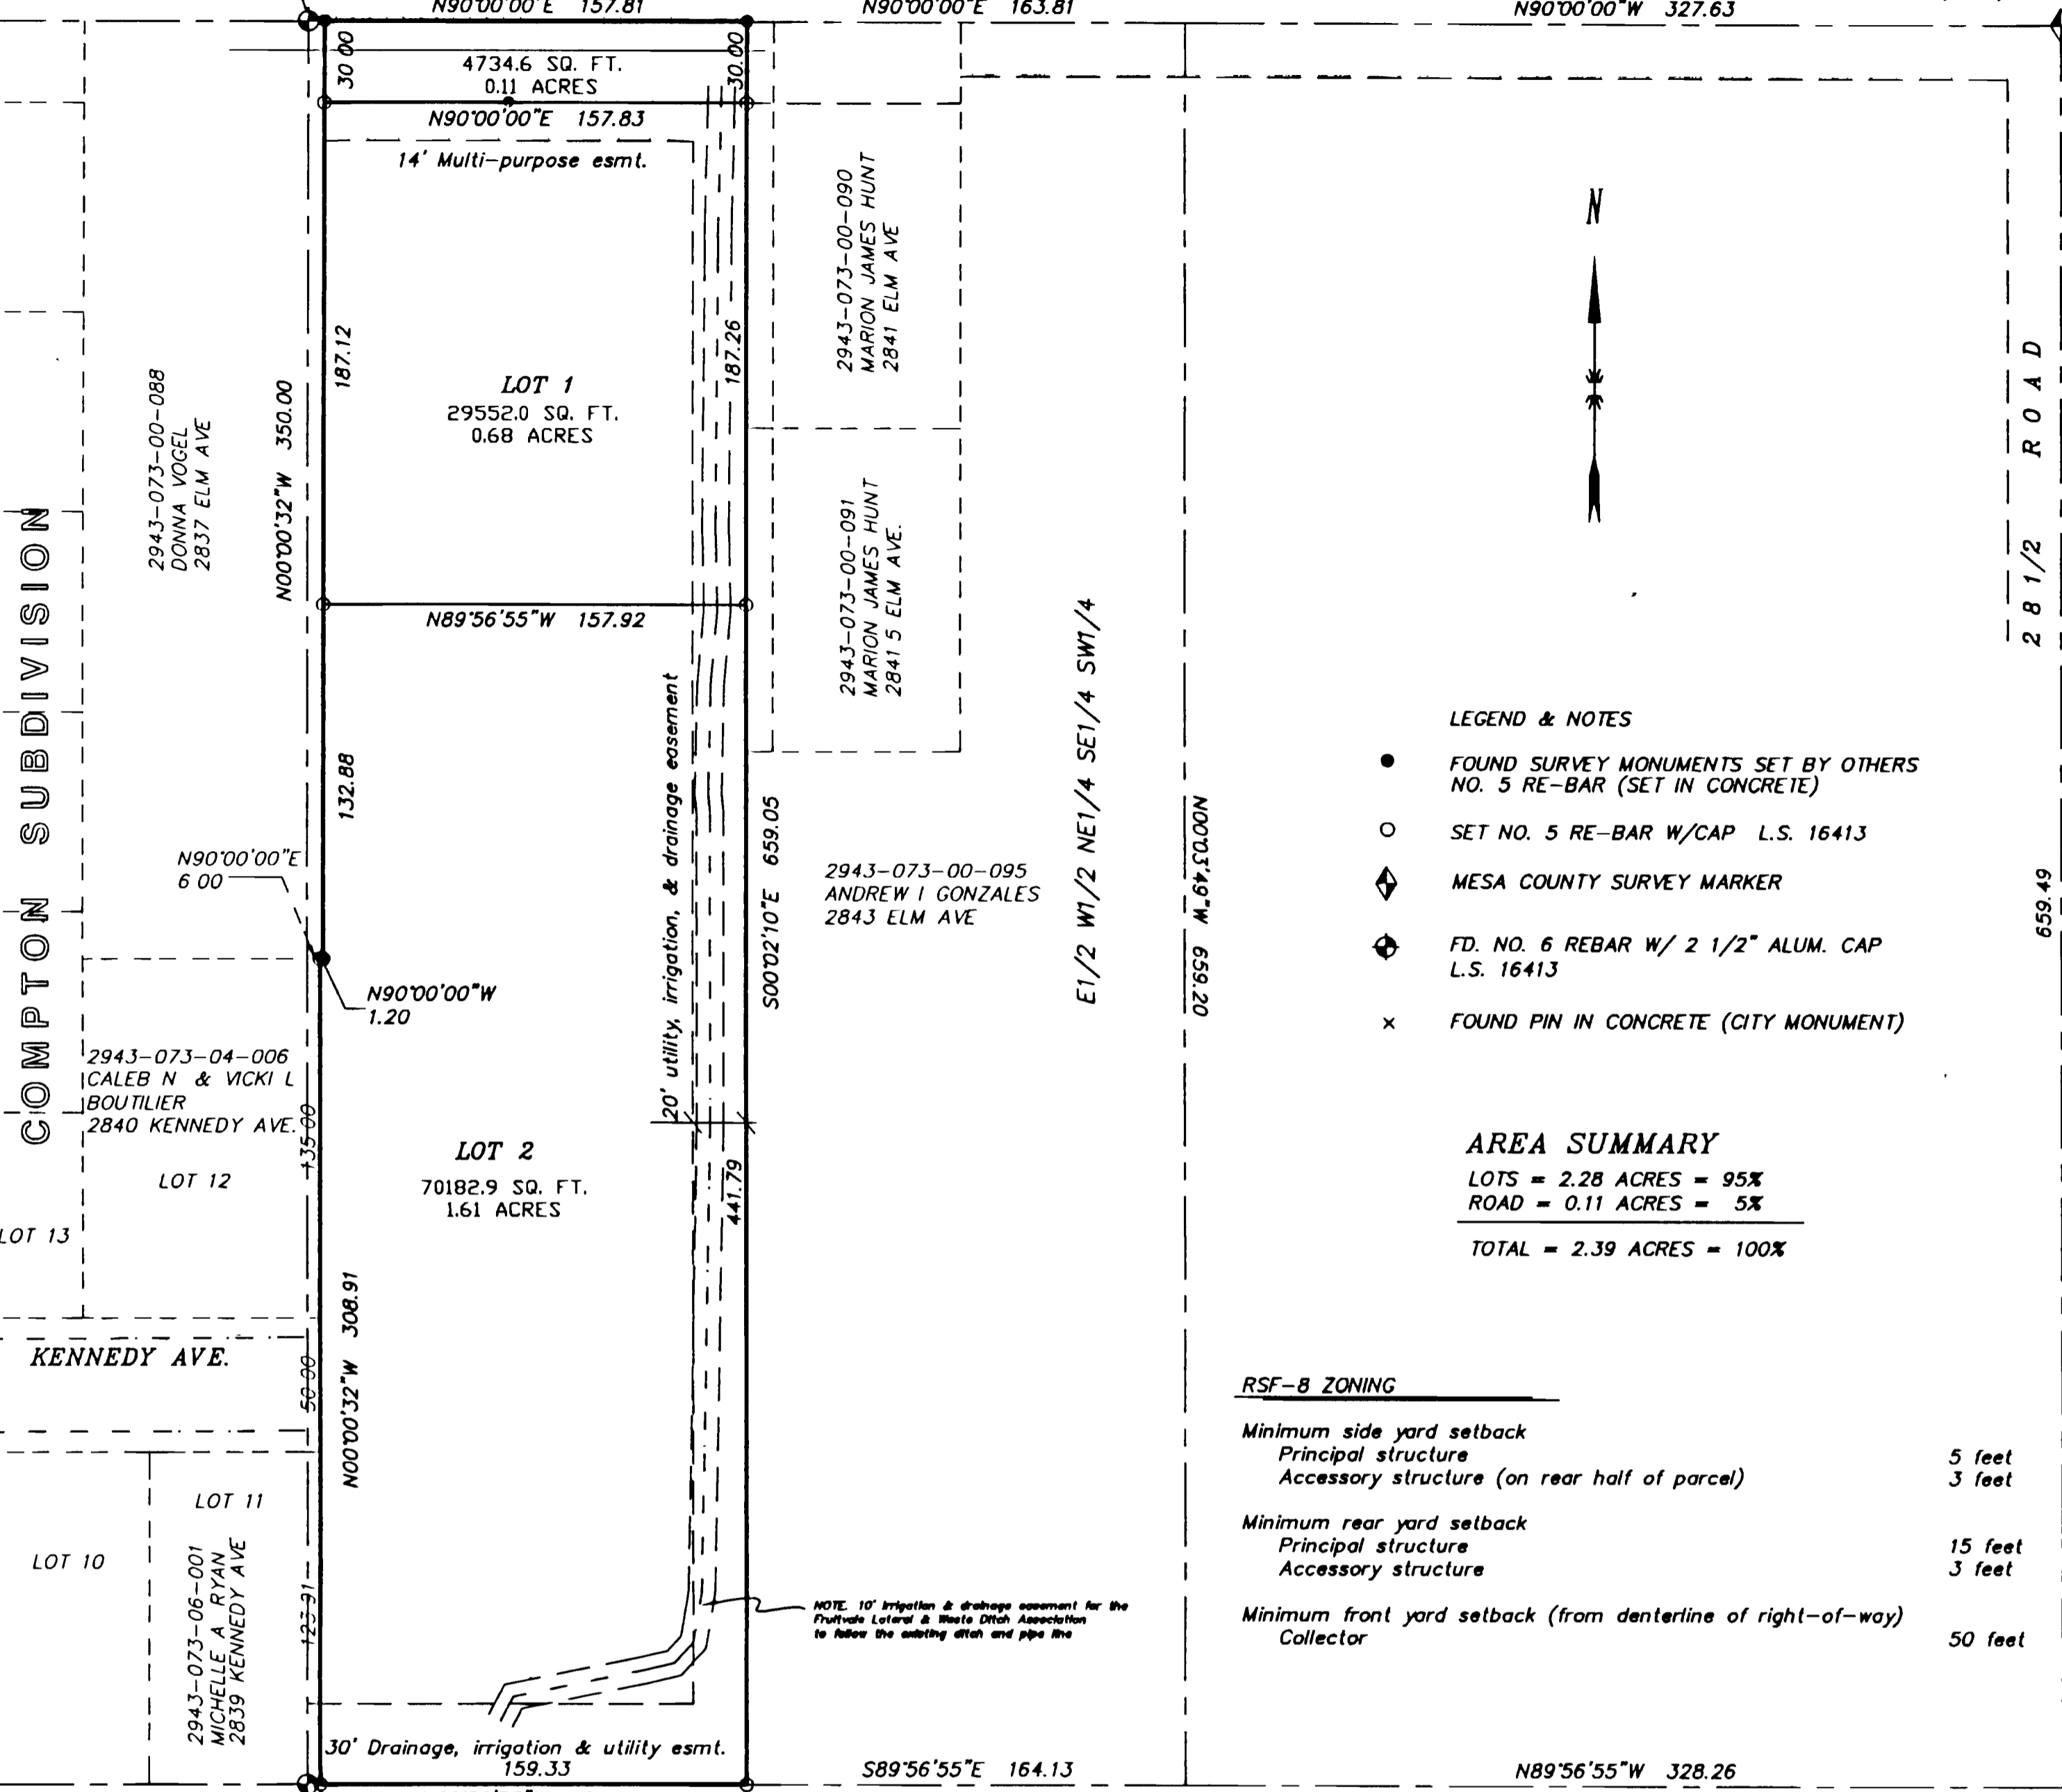 N90°00'00"E 157.81
N90°00'00"E 163.81
N90°00'00"W 327.63
30 00
30.00
4734.6 SQ. FT.
0.11 ACRES
N90°00'00"E 157.83
14' Multi-purpose esmt.
187.12
187.26
LOT 1
29552.0 SQ. FT.
0.68 ACRES
N00°00'32"W 350.00
2943-073-00-088
DONNA VOGEL
2837 ELM AVE
2943-073-00-090
MARION JAMES HUNT
2841 ELM AVE
2943-073-00-091
MARION JAMES HUNT
2841 5 ELM AVE.
N
28 1/2 ROAD
COMPTON SUBDIVISION
N89°56'55"W 157.92
132.88
20' utility, irrigation, & drainage easement
S00°02'10"E 659.05
E1/2 W1/2 NE1/4 SE1/4 SW1/4
N00°03'49"W 659.20
659.49
N90°00'00"E
6 00
N90°00'00"W
1.20
2943-073-00-095
ANDREW I GONZALES
2843 ELM AVE
LEGEND & NOTES
FOUND SURVEY MONUMENTS SET BY OTHERS
NO. 5 RE-BAR (SET IN CONCRETE)
SET NO. 5 RE-BAR W/CAP L.S. 16413
MESA COUNTY SURVEY MARKER
FD. NO. 6 REBAR W/ 2 1/2" ALUM. CAP
L.S. 16413
FOUND PIN IN CONCRETE (CITY MONUMENT)
2943-073-04-006
CALEB N & VICKI L
BOUTILIER
2840 KENNEDY AVE.
135.00
LOT 12
LOT 13
LOT 2
70182.9 SQ. FT.
1.61 ACRES
441.79
AREA SUMMARY
LOTS = 2.28 ACRES = 95%
ROAD = 0.11 ACRES = 5%
TOTAL = 2.39 ACRES = 100%
KENNEDY AVE.
50.00
N00°00'32"W 308.91
RSF-8 ZONING
Minimum side yard setback
Principal structure 5 feet
Accessory structure (on rear half of parcel) 3 feet
Minimum rear yard setback
Principal structure 15 feet
Accessory structure 3 feet
Minimum front yard setback (from denterline of right-of-way)
Collector 50 feet
LOT 11
LOT 10
2943-073-06-001
MICHELLE A RYAN
2839 KENNEDY AVE
123.91
NOTE. 10' Irrigation & drainage easement for the
Fruitvale Lateral & Waste Ditch Association
to follow the existing ditch and pipe line
30' Drainage, irrigation & utility esmt.
159.33
S89°56'55"E 164.13
N89°56'55"W 328.26